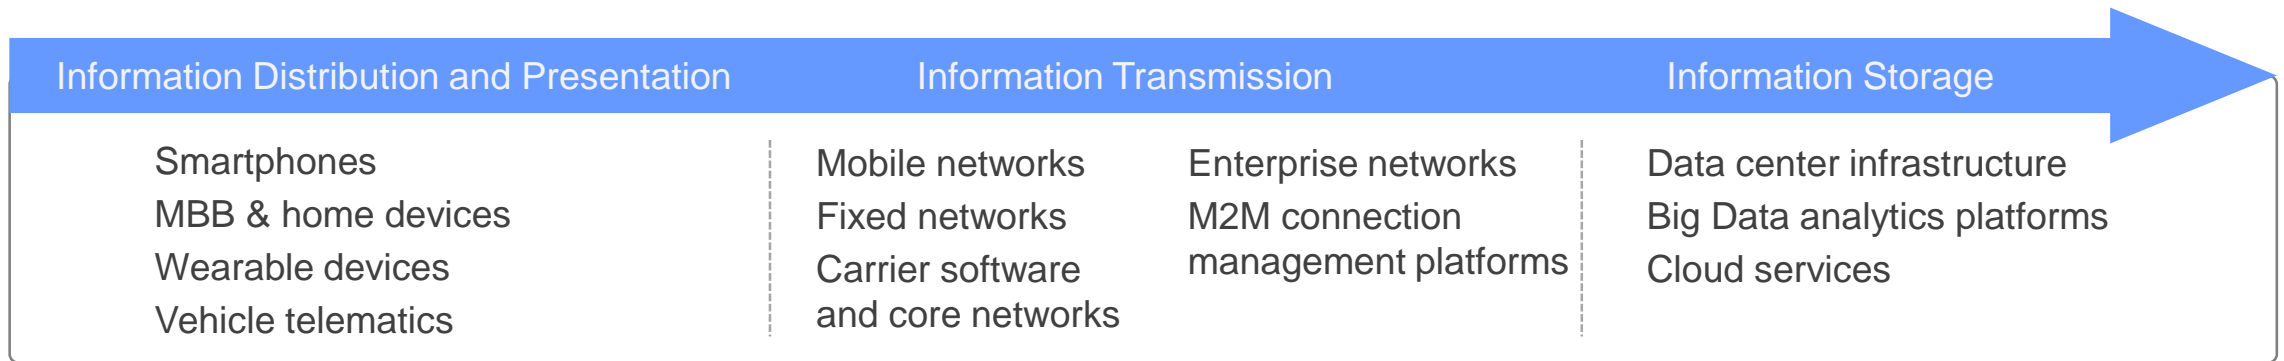 Information Distribution and Presentation
Information Transmission
Information Storage
Smartphones
MBB & home devices
Wearable devices
Vehicle telematics
Mobile networks
Fixed networks
Carrier software
and core networks
Enterprise networks
M2M connection
management platforms
Data center infrastructure
Big Data analytics platforms
Cloud services